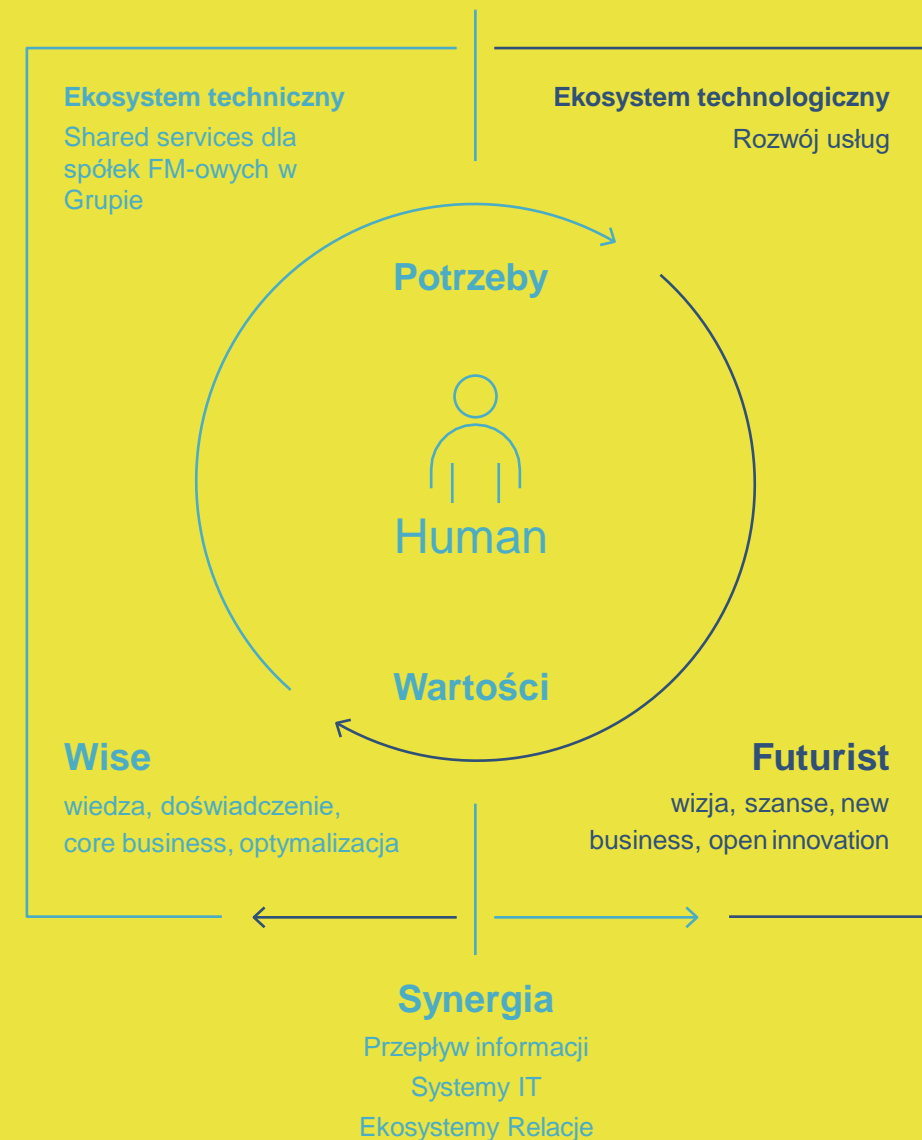 Ekosystem techniczny
Shared services dla
spółek FM-owych w
Grupie
Ekosystem technologiczny
Rozwój usług
Potrzeby
Human
Wartości
Wise
wiedza, doświadczenie,
core business, optymalizacja
Futurist
wizja, szanse, new
business, open innovation
Synergia
Przepływ informacji
Systemy IT
Ekosystemy Relacje